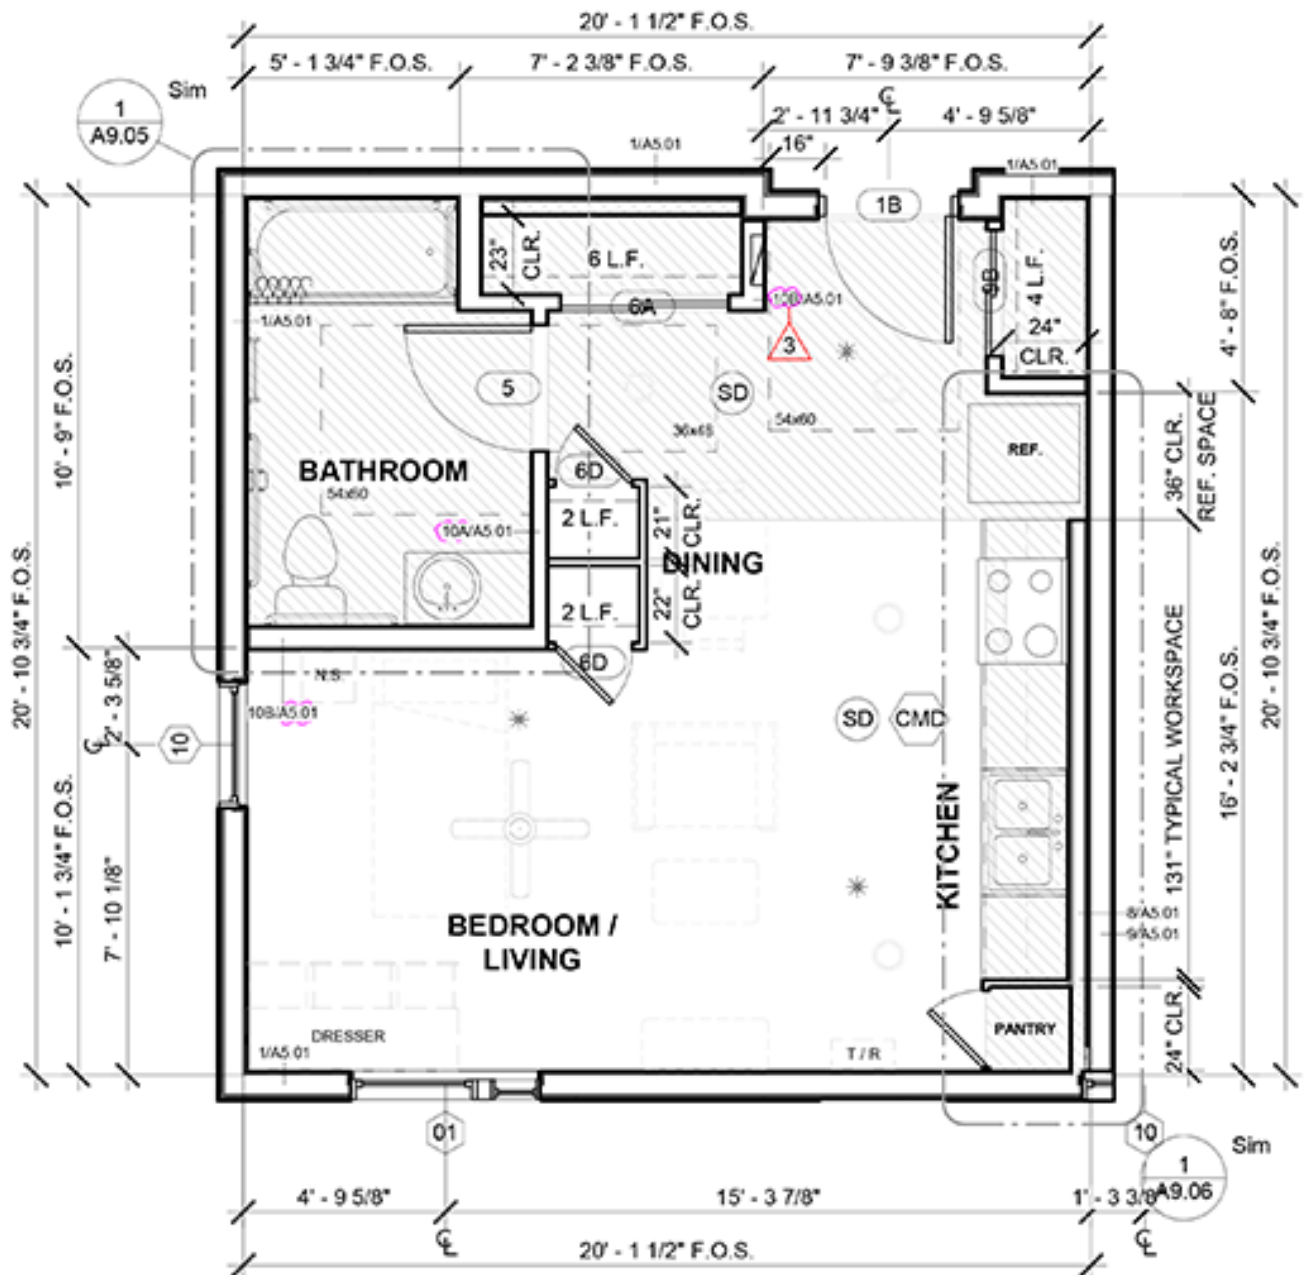 20' - 1 1/2" F.O.S.
5' - 1 3/4" F.O.S.
7' - 2 3/8" F.O.S.
7' - 9 3/8" F.O.S.
Sim
1
A9.05
2' - 11 3/4"
4' - 9 5/8"
16"
1/A5.01
1/A5.01
1B
23"
CLR.
6 L.F.
6A
9B
4 L.F.
24"
CLR.
4' - 8" F.O.S.
1/A5.01
10B/A5.01
3
5
SD
36x48
54x60
REF.
36" CLR.
REF. SPACE
10' - 9" F.O.S.
BATHROOM
54x60
6D
10A/A5.01
2 L.F.
21"
CLR.
DINING
2 L.F.
22"
CLR.
6D
20' - 10 3/4" F.O.S.
20' - 10 3/4" F.O.S.
2' - 3 5/8"
N.S.
10B/A5.01
10
SD
CMD
131" TYPICAL WORKSPACE
16' - 2 3/4" F.O.S.
KITCHEN
10' - 1 3/4" F.O.S.
7' - 10 1/8"
BEDROOM /
LIVING
8/A5.01
9/A5.01
DRESSER
1/A5.01
T / R
PANTRY
24" CLR.
01
10
Sim
1
A9.06
4' - 9 5/8"
15' - 3 7/8"
1' - 3 3/8"
20' - 1 1/2" F.O.S.